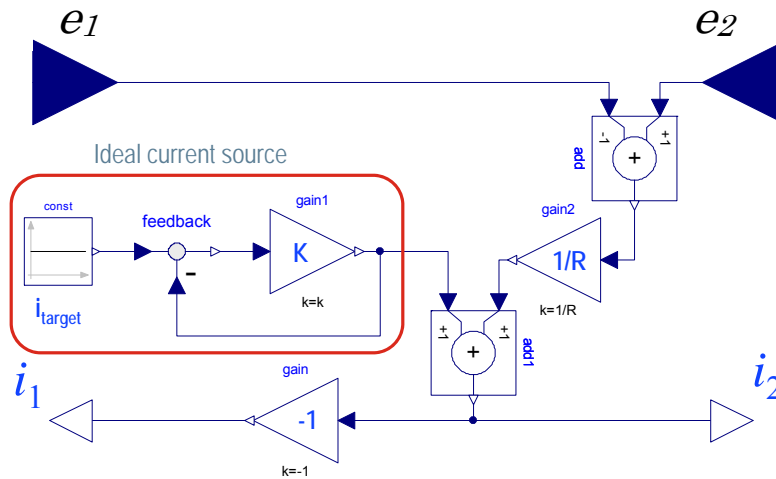 e1
e2
Ideal current source
-1
+1
+
add
const
feedback
gain1
gain2
K
1/R
-
itarget
k=k
k=1/R
+1
+1
+
add1
i1
gain
i2
-1
k=-1